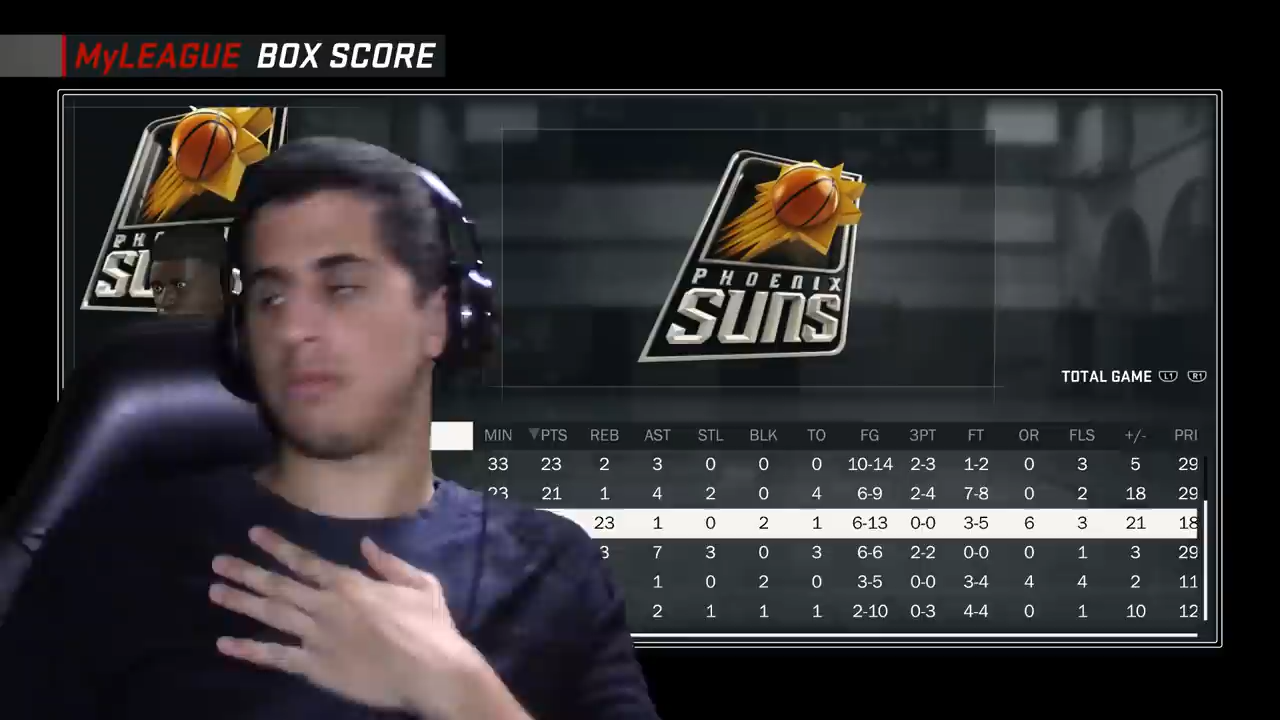 MyLEAGUE BOX SCORE
PHOENIX
SUNS
TOTAL GAME L1 R1
MIN PTS REB AST STL BLK TO FG 3PT FT OR FLS +/- PRI
33 23 2 3 0 0 0 10-14 2-3 1-2 0 3 5 29
23 21 1 4 2 0 4 6-9 2-4 7-8 0 2 18 29
23 1 0 2 1 6-13 0-0 3-5 6 3 21 18
3 7 3 0 3 6-6 2-2 0-0 0 1 3 29
1 0 2 0 3-5 0-0 3-4 4 4 2 11
2 1 1 1 2-10 0-3 4-4 0 1 10 12